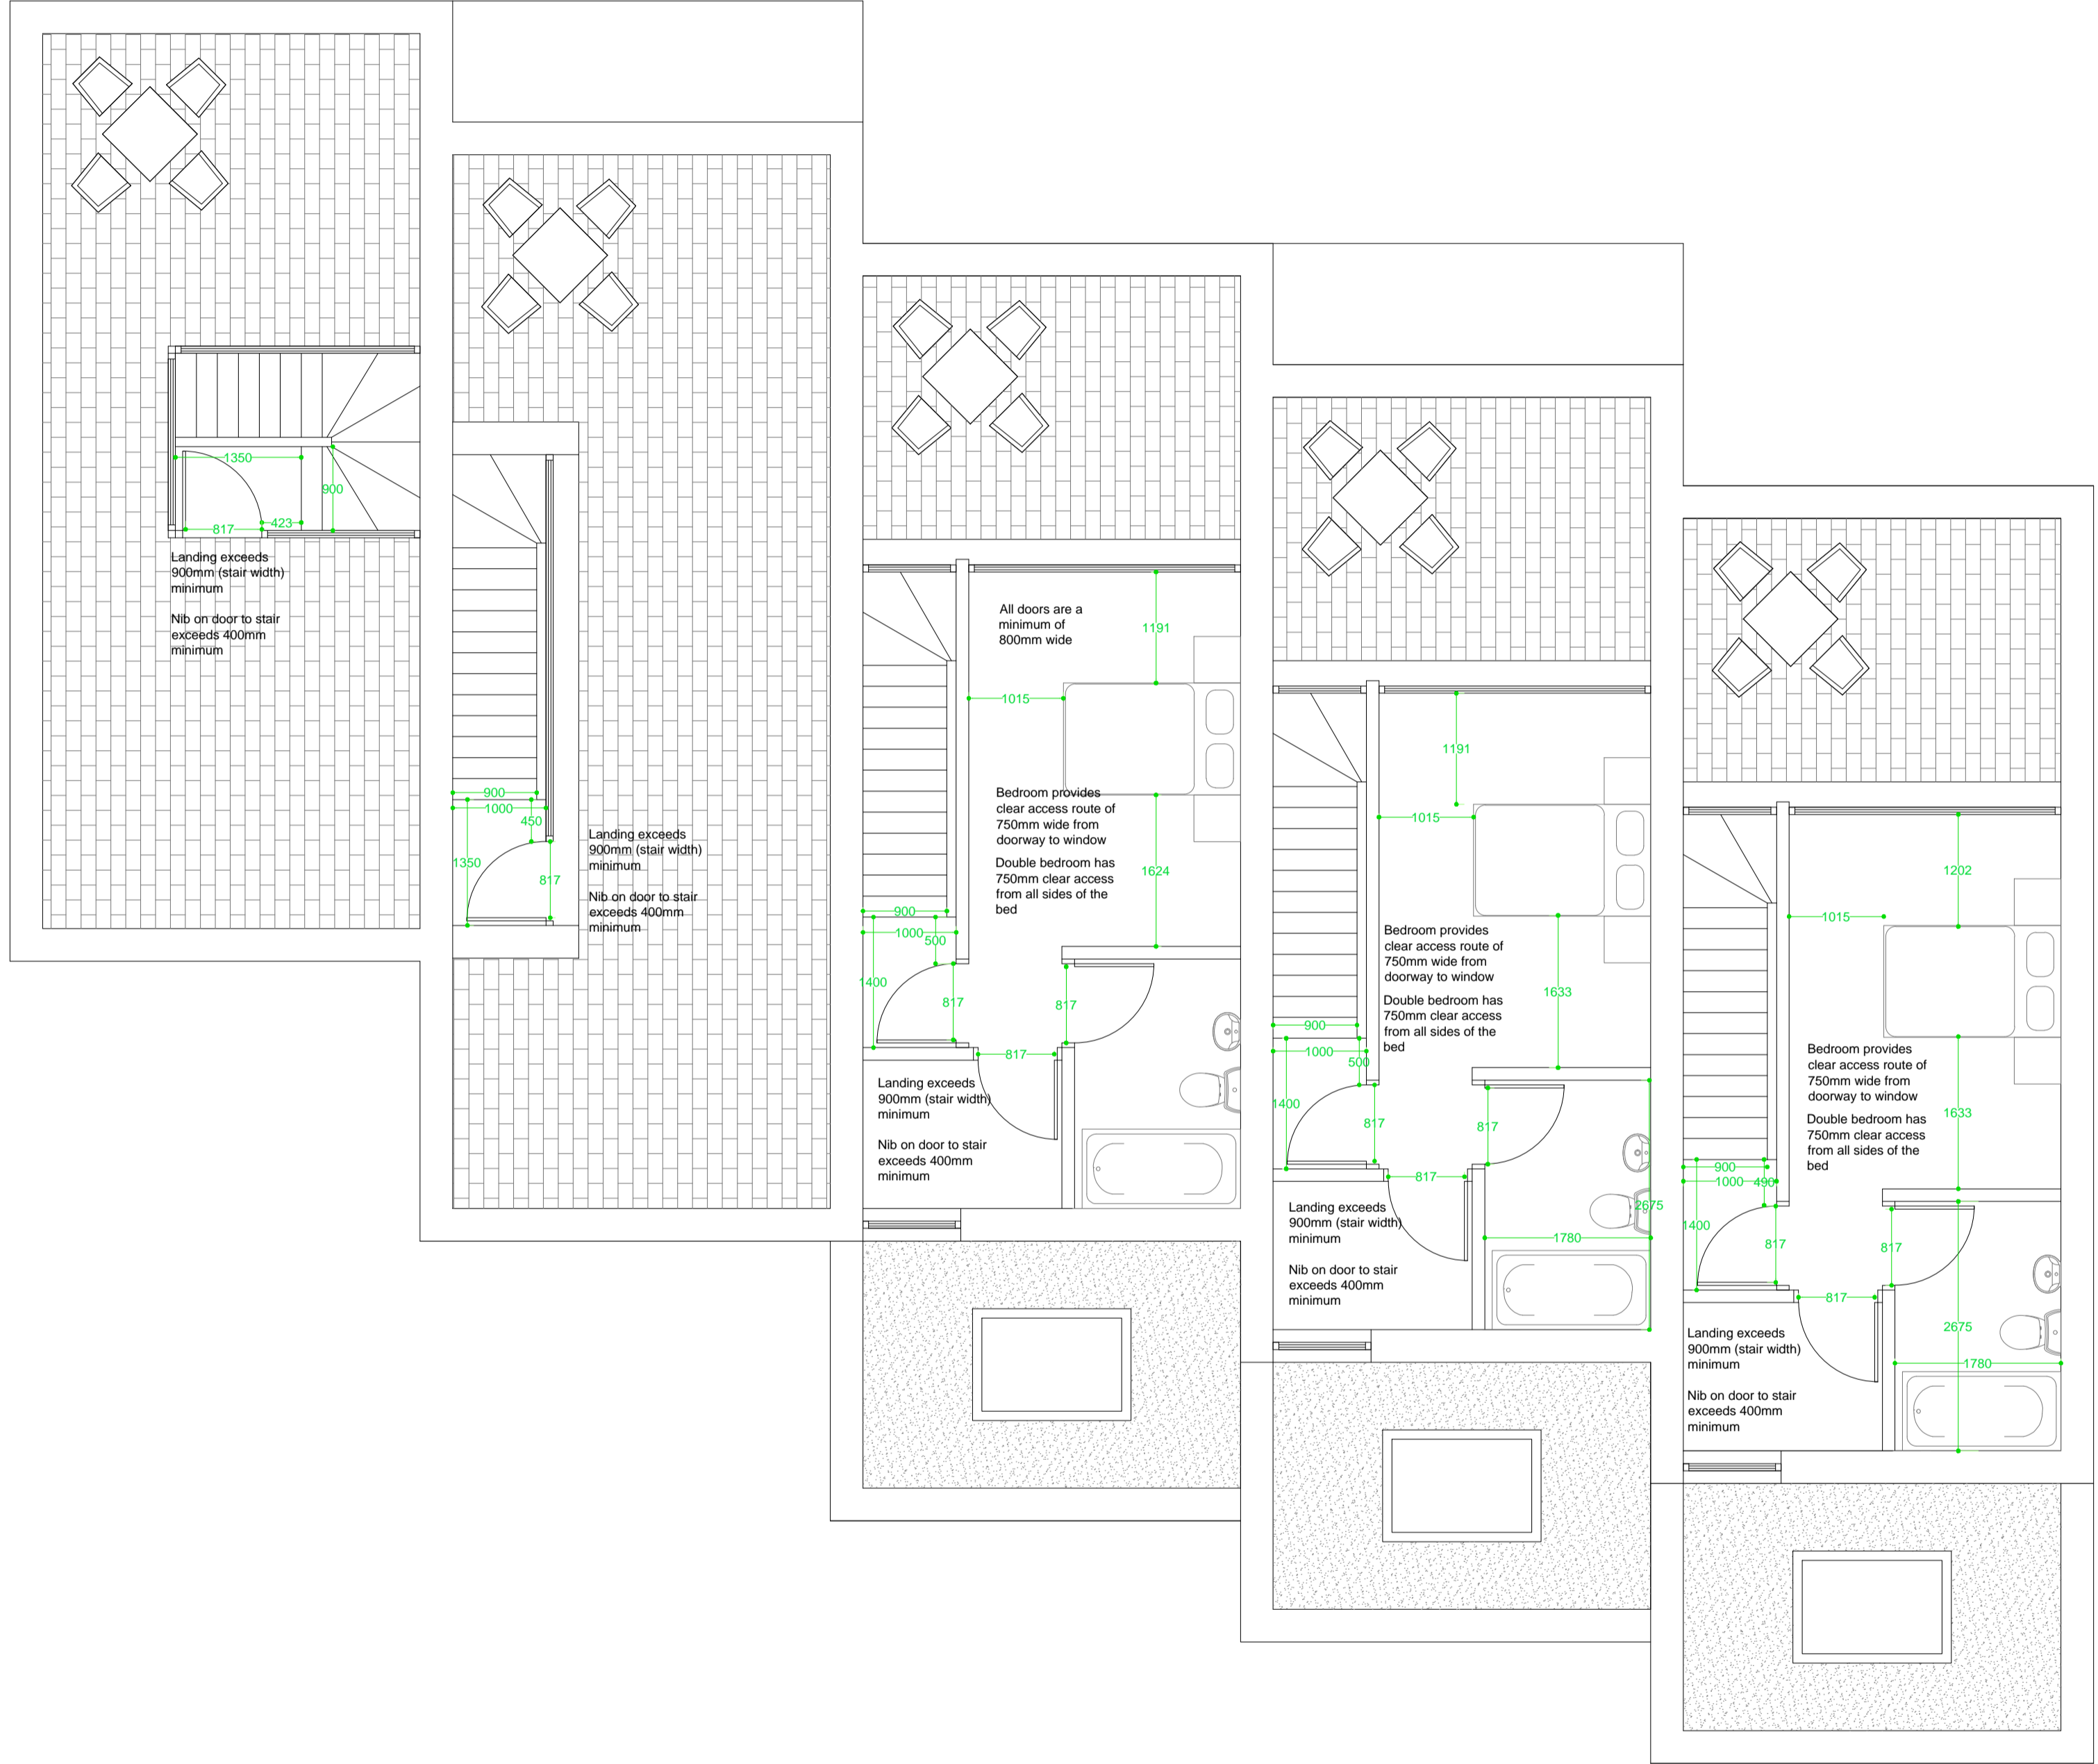 1350
900
423
817
Landing exceeds
900mm (stair width)
minimum
Nib on door to stair
exceeds 400mm
minimum
900
1000
450
1350
817
Landing exceeds
900mm (stair width)
minimum
Nib on door to stair
exceeds 400mm
minimum
All doors are a
minimum of
800mm wide
1191
1015
Bedroom provides
clear access route of
750mm wide from
doorway to window
Double bedroom has
750mm clear access
from all sides of the
bed
1624
900
1000
500
1400
817
817
817
Landing exceeds
900mm (stair width)
minimum
Nib on door to stair
exceeds 400mm
minimum
1191
1015
Bedroom provides
clear access route of
750mm wide from
doorway to window
Double bedroom has
750mm clear access
from all sides of the
bed
1633
900
1000
500
1400
817
817
817
2675
1780
Landing exceeds
900mm (stair width)
minimum
Nib on door to stair
exceeds 400mm
minimum
1202
1015
Bedroom provides
clear access route of
750mm wide from
doorway to window
Double bedroom has
750mm clear access
from all sides of the
bed
1633
900
1000
490
1400
817
817
817
2675
1780
Landing exceeds
900mm (stair width)
minimum
Nib on door to stair
exceeds 400mm
minimum